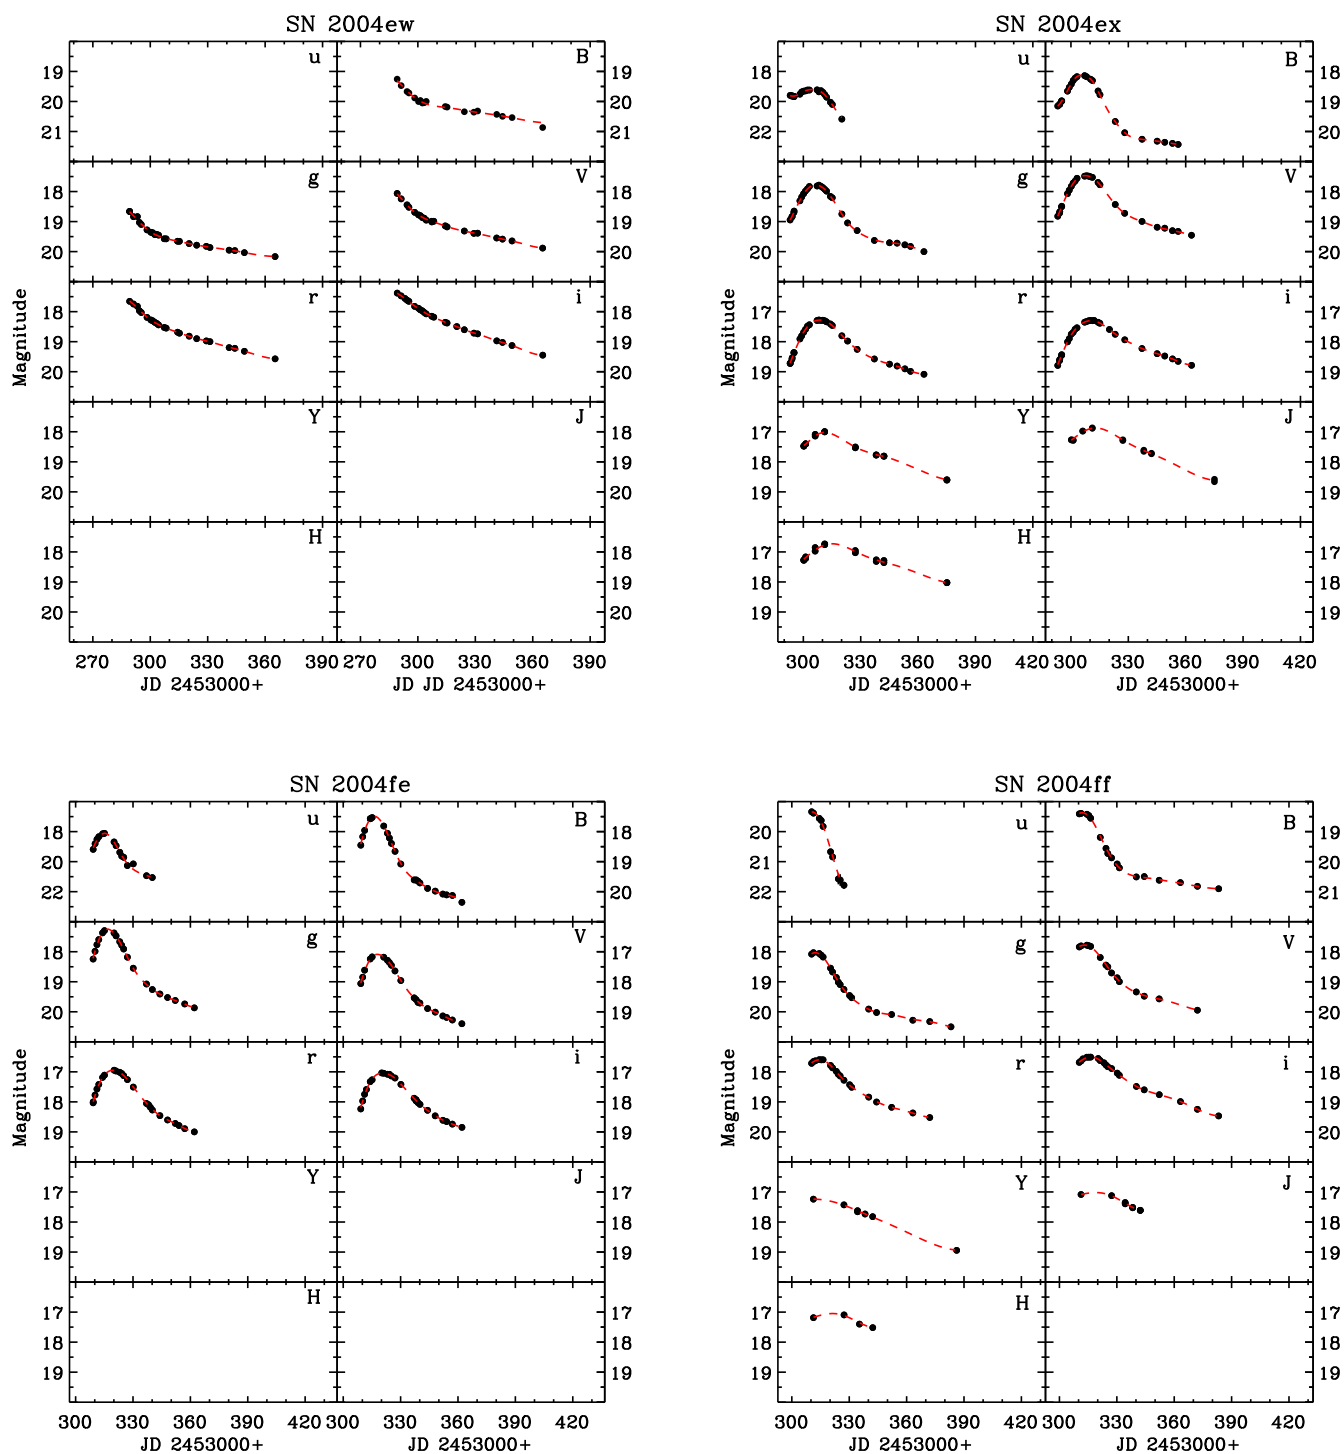 SN 2004ew
SN 2004ex
u
B
19
20
21
19
20
21
g
V
18
19
20
18
19
20
Magnitude
r
i
18
19
20
18
19
20
Y
J
18
19
20
18
19
20
H
18
19
20
18
19
20
270 300 330 360 390
270 300 330 360 390
JD 2453000+
JD JD 2453000+
u
B
18
20
22
18
19
20
g
V
18
19
20
18
19
20
Magnitude
r
i
17
18
19
17
18
19
Y
J
17
18
19
17
18
19
H
17
18
19
17
18
19
300 330 360 390 420
300 330 360 390 420
JD 2453000+
JD 2453000+
SN 2004fe
SN 2004ff
u
B
18
20
22
18
20
22
g
V
18
19
20
17
18
19
Magnitude
r
i
17
18
19
17
18
19
Y
J
17
18
19
17
18
19
H
17
18
19
17
18
19
300 330 360 390 420
300 330 360 390 420
JD 2453000+
JD 2453000+
u
B
20
21
22
19
20
21
g
V
18
19
20
18
19
20
Magnitude
r
i
18
19
20
18
19
20
Y
J
17
18
19
17
18
19
H
17
18
19
17
18
19
300 330 360 390 420
300 330 360 390 420
JD 2453000+
JD 2453000+